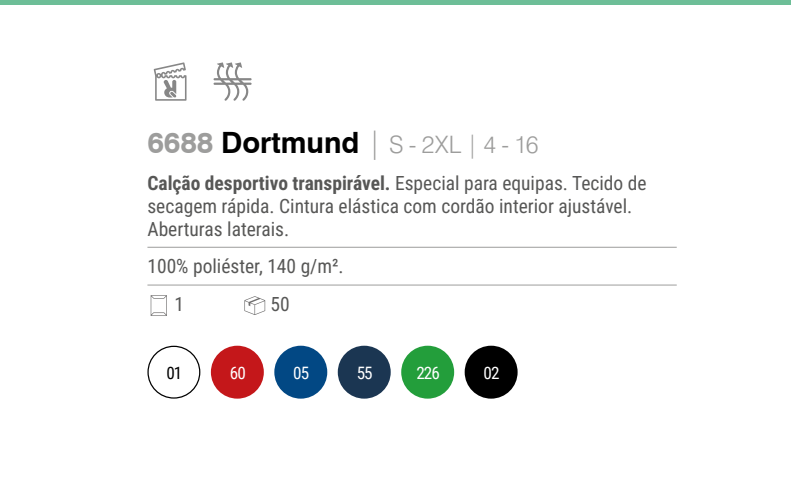 6688 Dortmund | S - 2XL | 4 - 16
Calção desportivo transpirável. Especial para equipas. Tecido de
secagem rápida. Cintura elástica com cordão interior ajustável.
Aberturas laterais.
100% poliéster, 140 g/m².
1 50
01 60 05 55 226 02